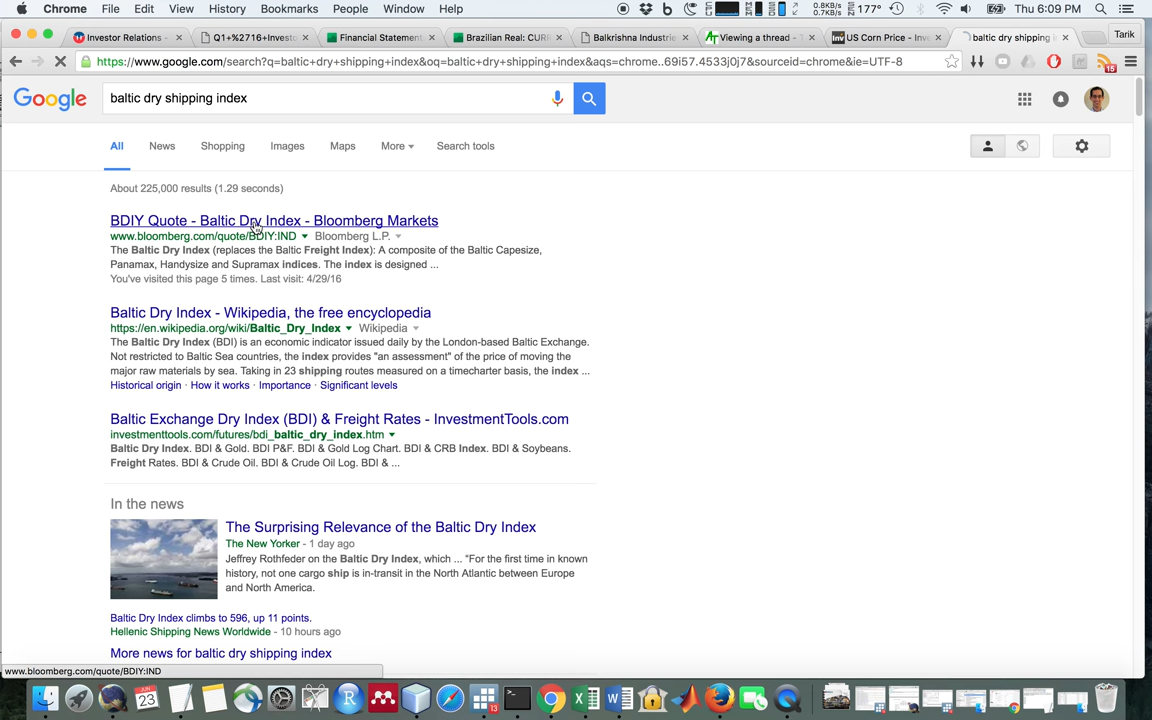 Chrome File Edit View History Bookmarks People Window Help 0.8KB/s 0.7KB/s 177° Thu 6:09 PM
Investor Relations - × Q1+%2716+Investo × Financial Statement × Brazilian Real: CURR × Balkrishna Industrie × Viewing a thread - T × US Corn Price - Inve × baltic dry shipping in × Tarik
https://www.google.com/search?q=baltic+dry+shipping+index&oq=baltic+dry+shipping+index&aqs=chrome..69i57.4533j0j7&sourceid=chrome&ie=UTF-8 15
Google baltic dry shipping index
All News Shopping Images Maps More Search tools
About 225,000 results (1.29 seconds)
BDIY Quote - Baltic Dry Index - Bloomberg Markets
www.bloomberg.com/quote/BDIY:IND Bloomberg L.P.
The Baltic Dry Index (replaces the Baltic Freight Index): A composite of the Baltic Capesize,
Panamax, Handysize and Supramax indices. The index is designed ...
You've visited this page 5 times. Last visit: 4/29/16
Baltic Dry Index - Wikipedia, the free encyclopedia
https://en.wikipedia.org/wiki/Baltic_Dry_Index Wikipedia
The Baltic Dry Index (BDI) is an economic indicator issued daily by the London-based Baltic Exchange.
Not restricted to Baltic Sea countries, the index provides "an assessment" of the price of moving the
major raw materials by sea. Taking in 23 shipping routes measured on a timecharter basis, the index ...
Historical origin · How it works · Importance · Significant levels
Baltic Exchange Dry Index (BDI) & Freight Rates - InvestmentTools.com
investmenttools.com/futures/bdi_baltic_dry_index.htm
Baltic Dry Index. BDI & Gold. BDI P&F. BDI & Gold Log Chart. BDI & CRB Index. BDI & Soybeans.
Freight Rates. BDI & Crude Oil. BDI & Crude Oil Log. BDI & ...
In the news
The Surprising Relevance of the Baltic Dry Index
The New Yorker - 1 day ago
Jeffrey Rothfeder on the Baltic Dry Index, which ... "For the first time in known
history, not one cargo ship is in-transit in the North Atlantic between Europe
and North America.
Baltic Dry Index climbs to 596, up 11 points.
Hellenic Shipping News Worldwide - 10 hours ago
More news for baltic dry shipping index
www.bloomberg.com/quote/BDIY:IND
JUN
23
R
13